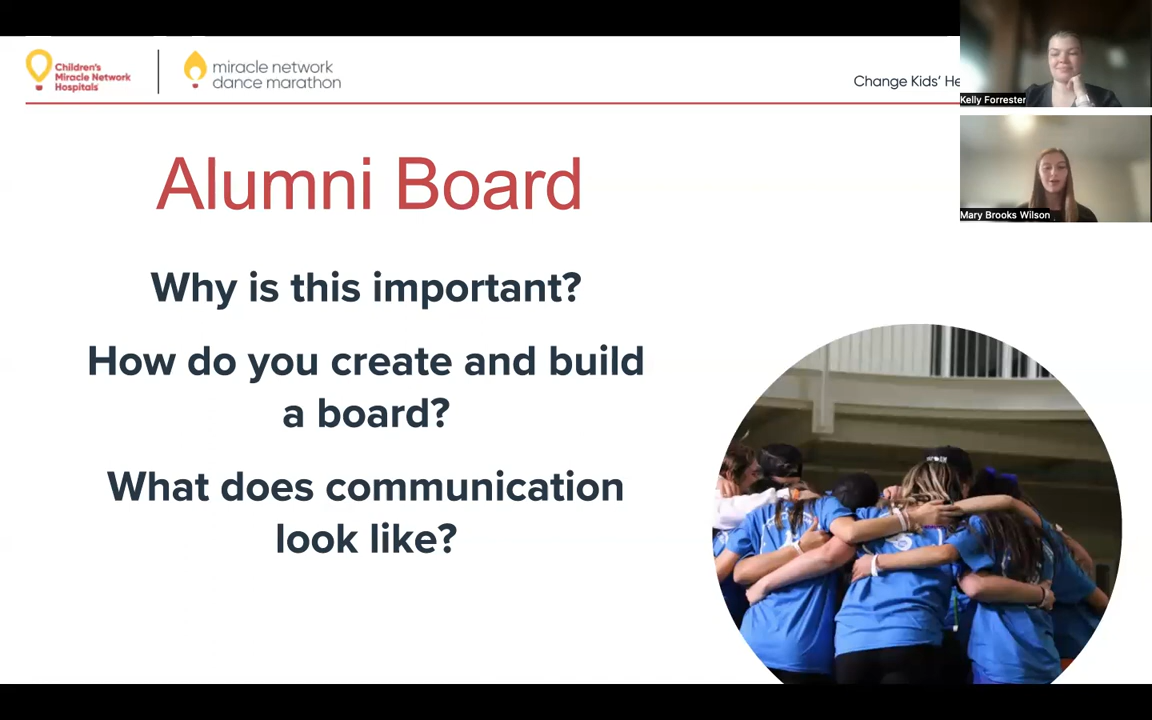 Children's
Miracle Network
Hospitals
miracle network
dance marathon
Change Kids' He
Kelly Forrester
Mary Brooks Wilson
Alumni Board
Why is this important?
How do you create and build
a board?
What does communication
look like?